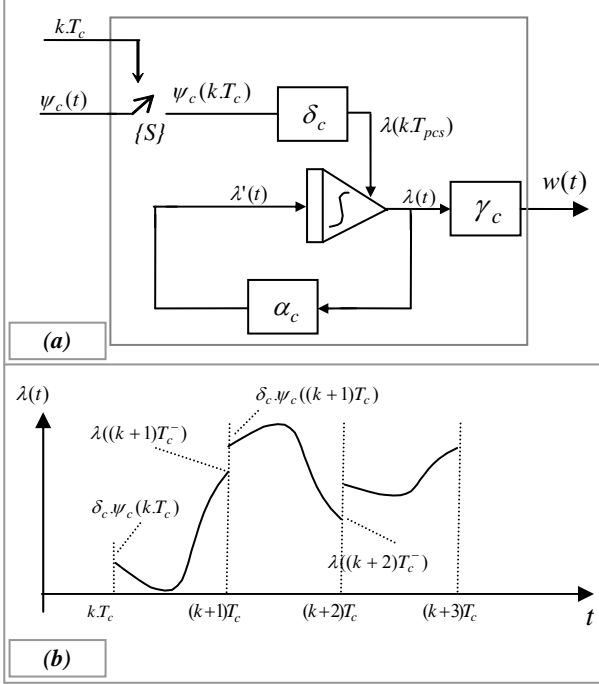 k.T_c
ψ_c(t)
{S}
ψ_c(k.T_c)
δ_c
λ(k.T_pcs)
λ'(t)
∫
λ(t)
γ_c
w(t)
α_c
(a)
λ(t)
δ_c.ψ_c((k+1)T_c)
λ((k+1)T_c^-)
δ_c.ψ_c(k.T_c)
λ((k+2)T_c^-)
k.T_c
(k+1)T_c
(k+2)T_c
(k+3)T_c
t
(b)